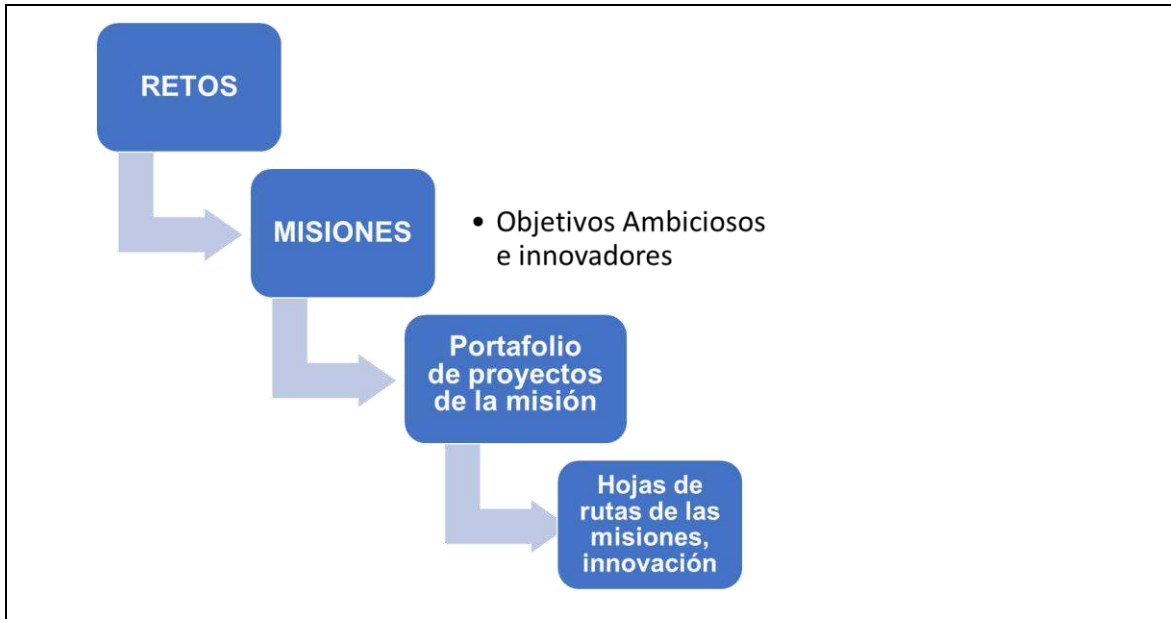 RETOS
MISIONES
• Objetivos Ambiciosos
e innovadores
Portafolio
de proyectos
de la misión
Hojas de
rutas de las
misiones,
innovación